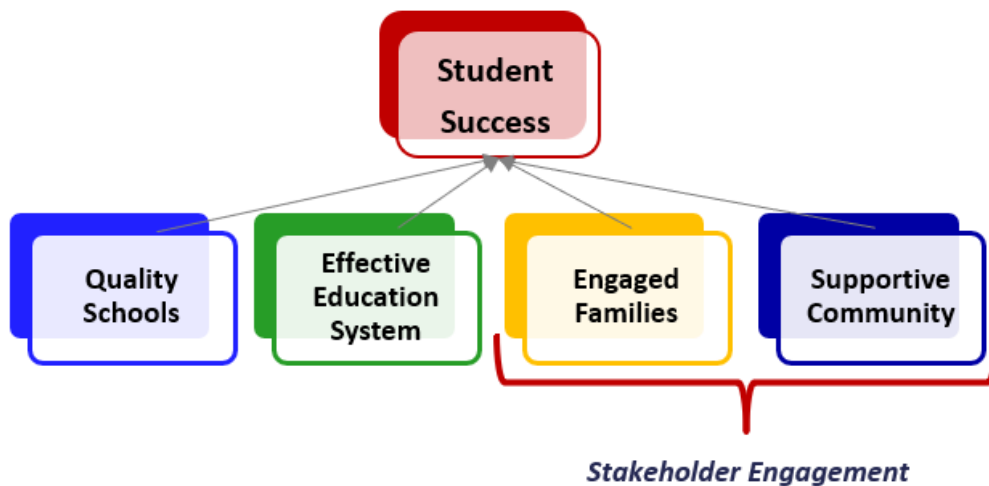 Student
Success
Quality
Schools
Effective
Education
System
Engaged
Families
Supportive
Community
Stakeholder Engagement